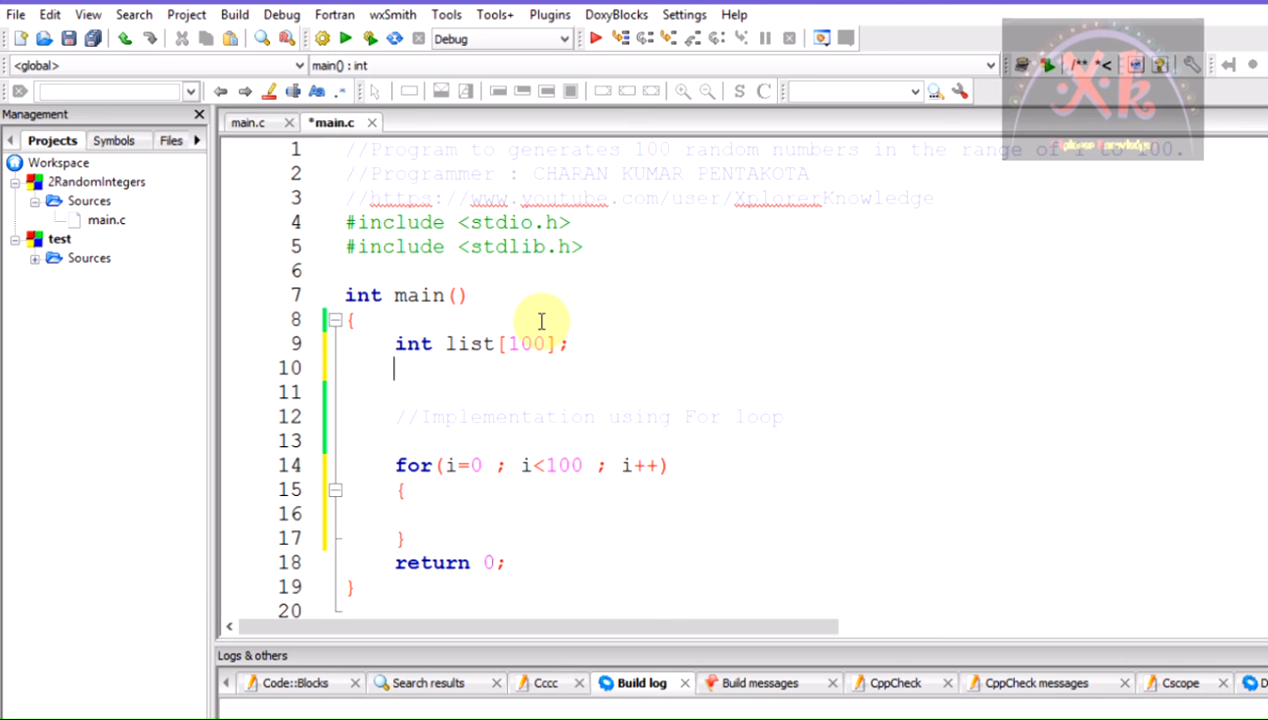 File Edit View Search Project Build Debug Fortran wxSmith Tools Tools+ Plugins DoxyBlocks Settings Help
Debug
<global> main() : int
/** *<
S C
Management
Projects Symbols Files
Workspace
2RandomIntegers
Sources
main.c
test
Sources
main.c *main.c
1 //Program to generates 100 random numbers in the range of 1 to 100.
2 //Programmer : CHARAN KUMAR PENTAKOTA
3 //https://www.youtube.com/user/XplorerKnowledge
4 #include <stdio.h>
5 #include <stdlib.h>
6
7 int main()
8 {
9 int list[100];
10
11
12 //Implementation using For loop
13
14 for(i=0 ; i<100 ; i++)
15 {
16
17 }
18 return 0;
19 }
20
Xk
Xplorer Knowledge
Logs & others
Code::Blocks Search results Cccc Build log Build messages CppCheck CppCheck messages Cscope D